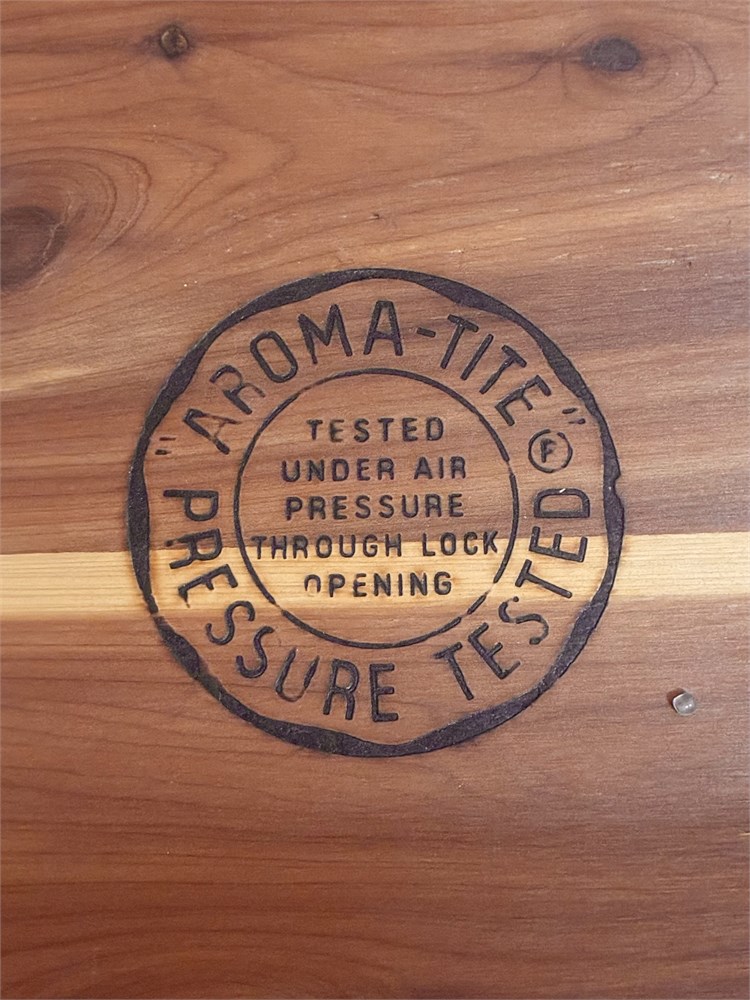 "AROMA-TITE"
Ⓕ
TESTED
UNDER AIR
PRESSURE
THROUGH LOCK
OPENING
PRESSURE TESTED